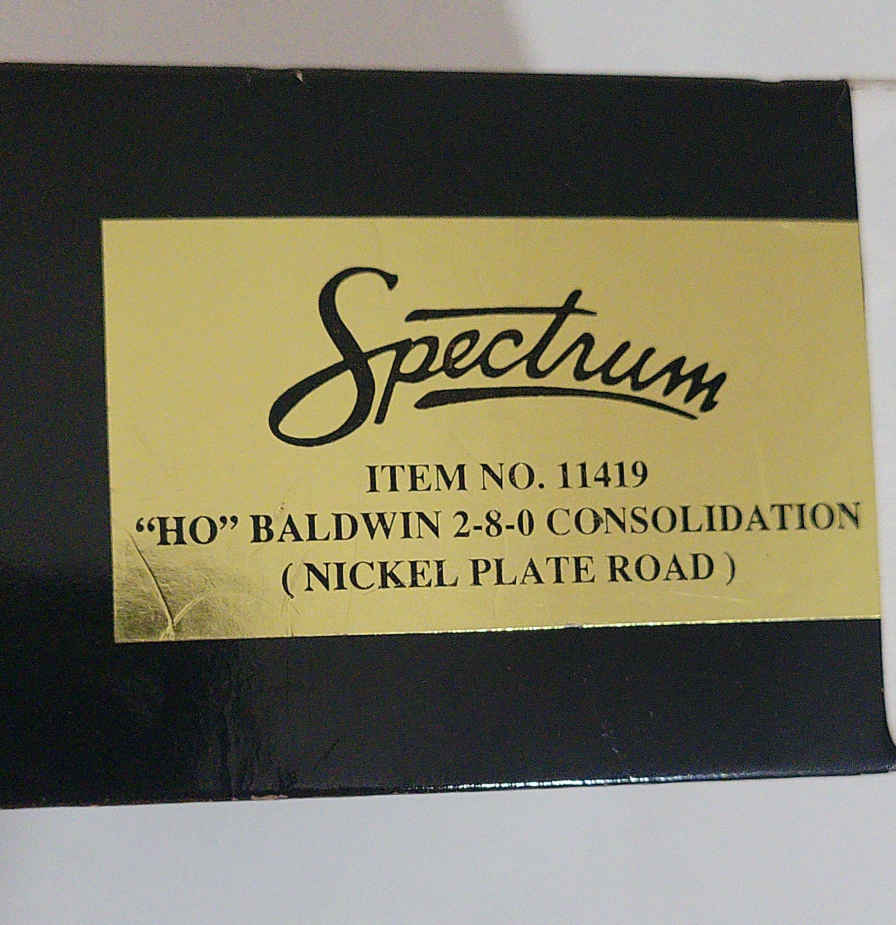 Spectrum
ITEM NO. 11419
“HO” BALDWIN 2-8-0 CONSOLIDATION
( NICKEL PLATE ROAD )